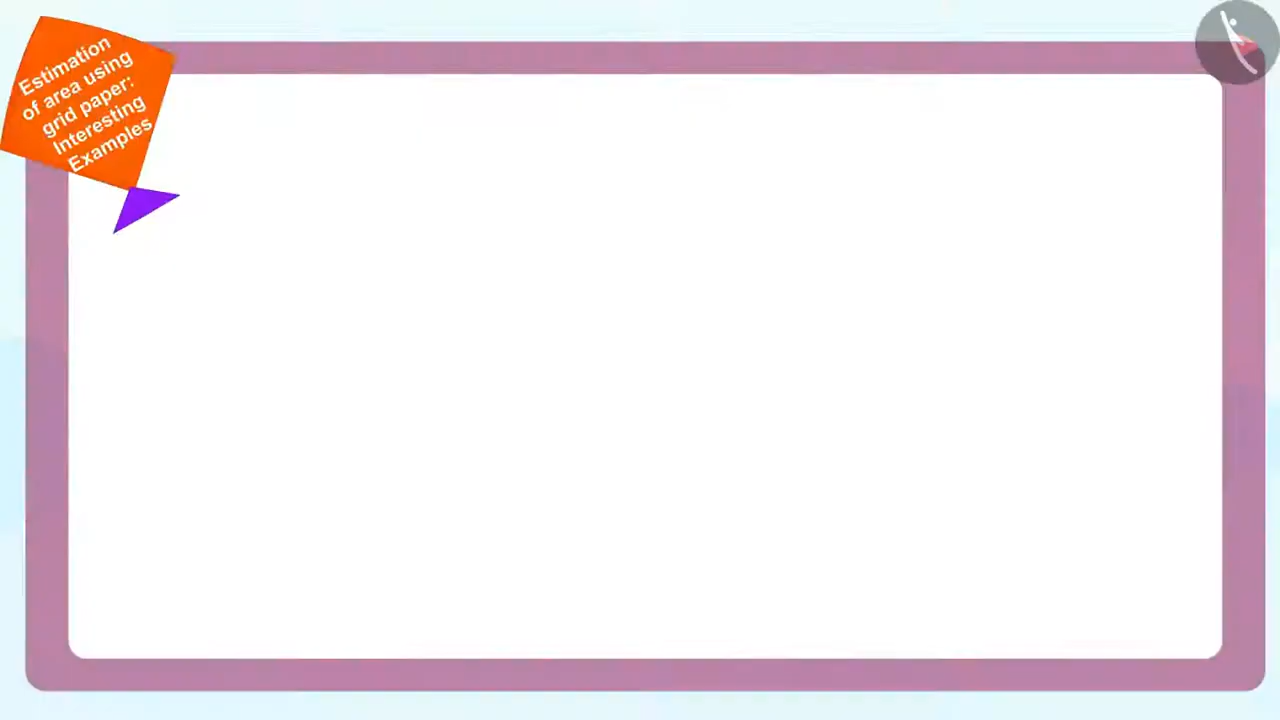 Estimation
of area using
grid paper:
Interesting
Examples